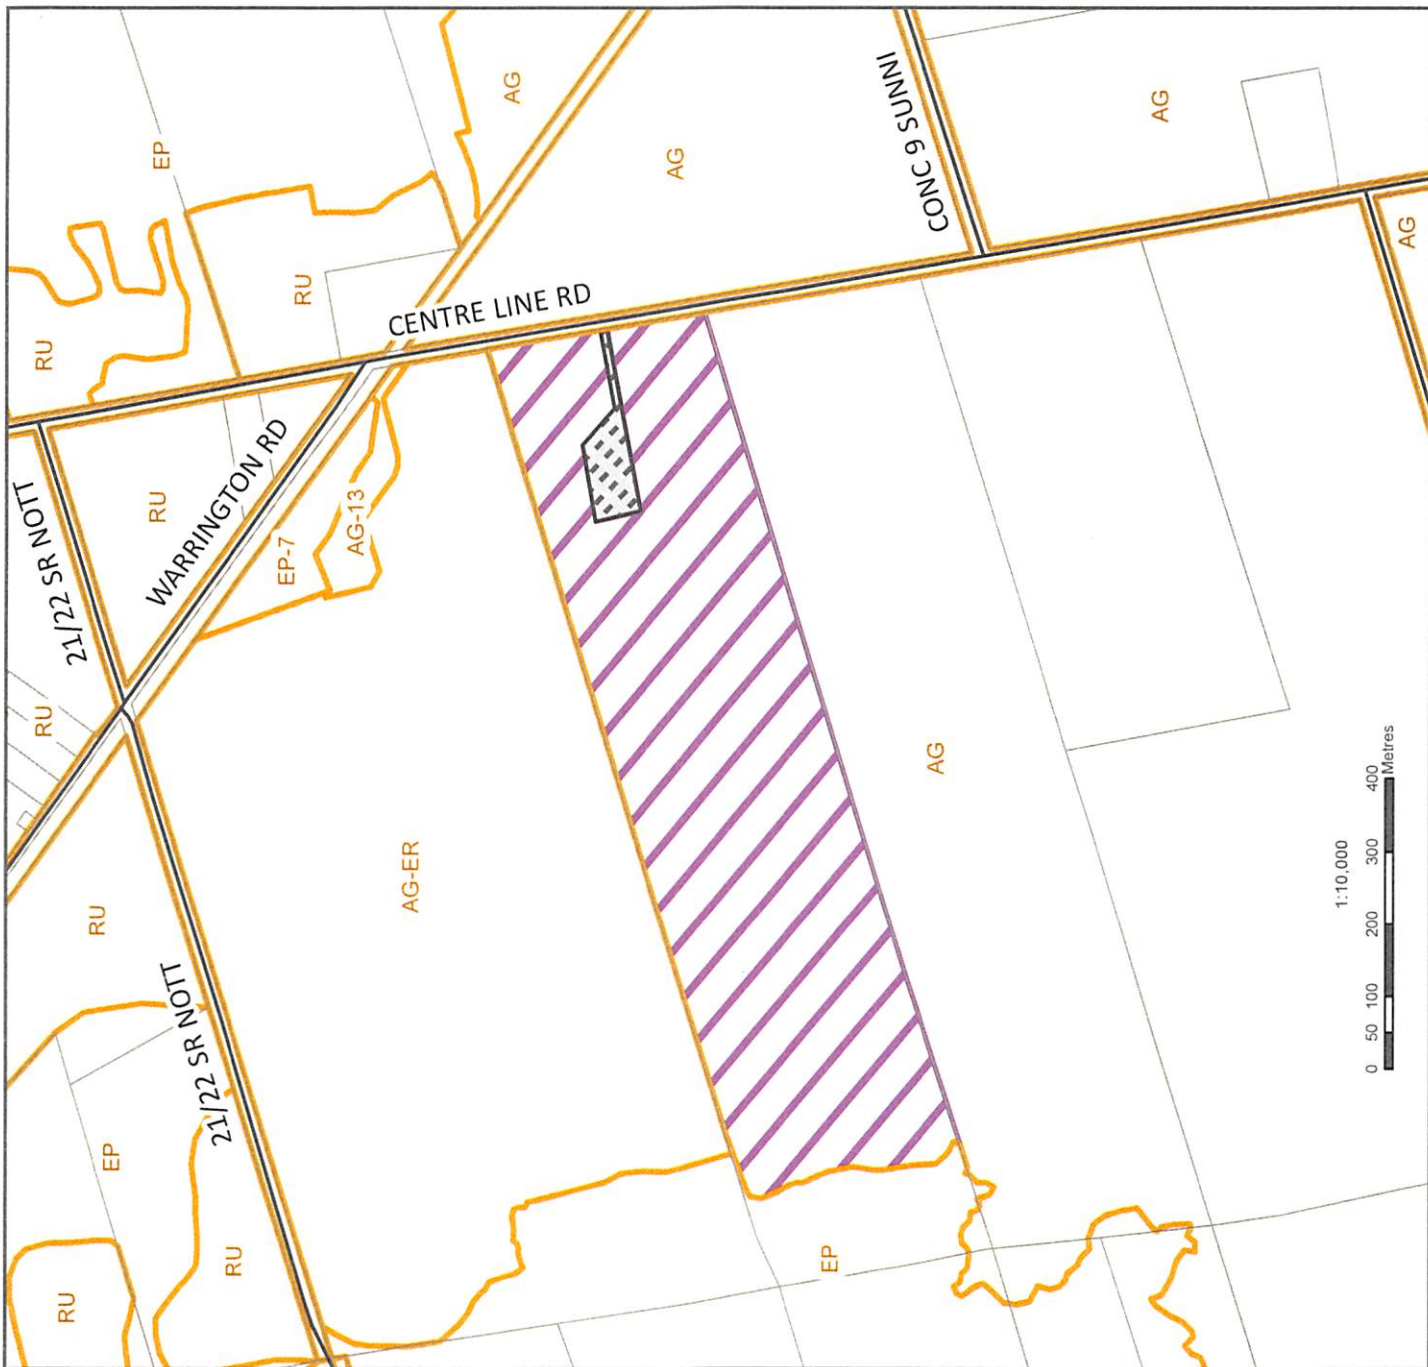 EP
AG
AG
CONC 9 SUNNI
AG
RU
RU
CENTRE LINE RD
AG
21/22 SR NOTT
RU
WARRINGTON RD
EP-7
AG-13
RU
AG-ER
AG
RU
21/22 SR NOTT
EP
RU
RU
EP
1:10,000
0 50 100 200 300 400
Metres